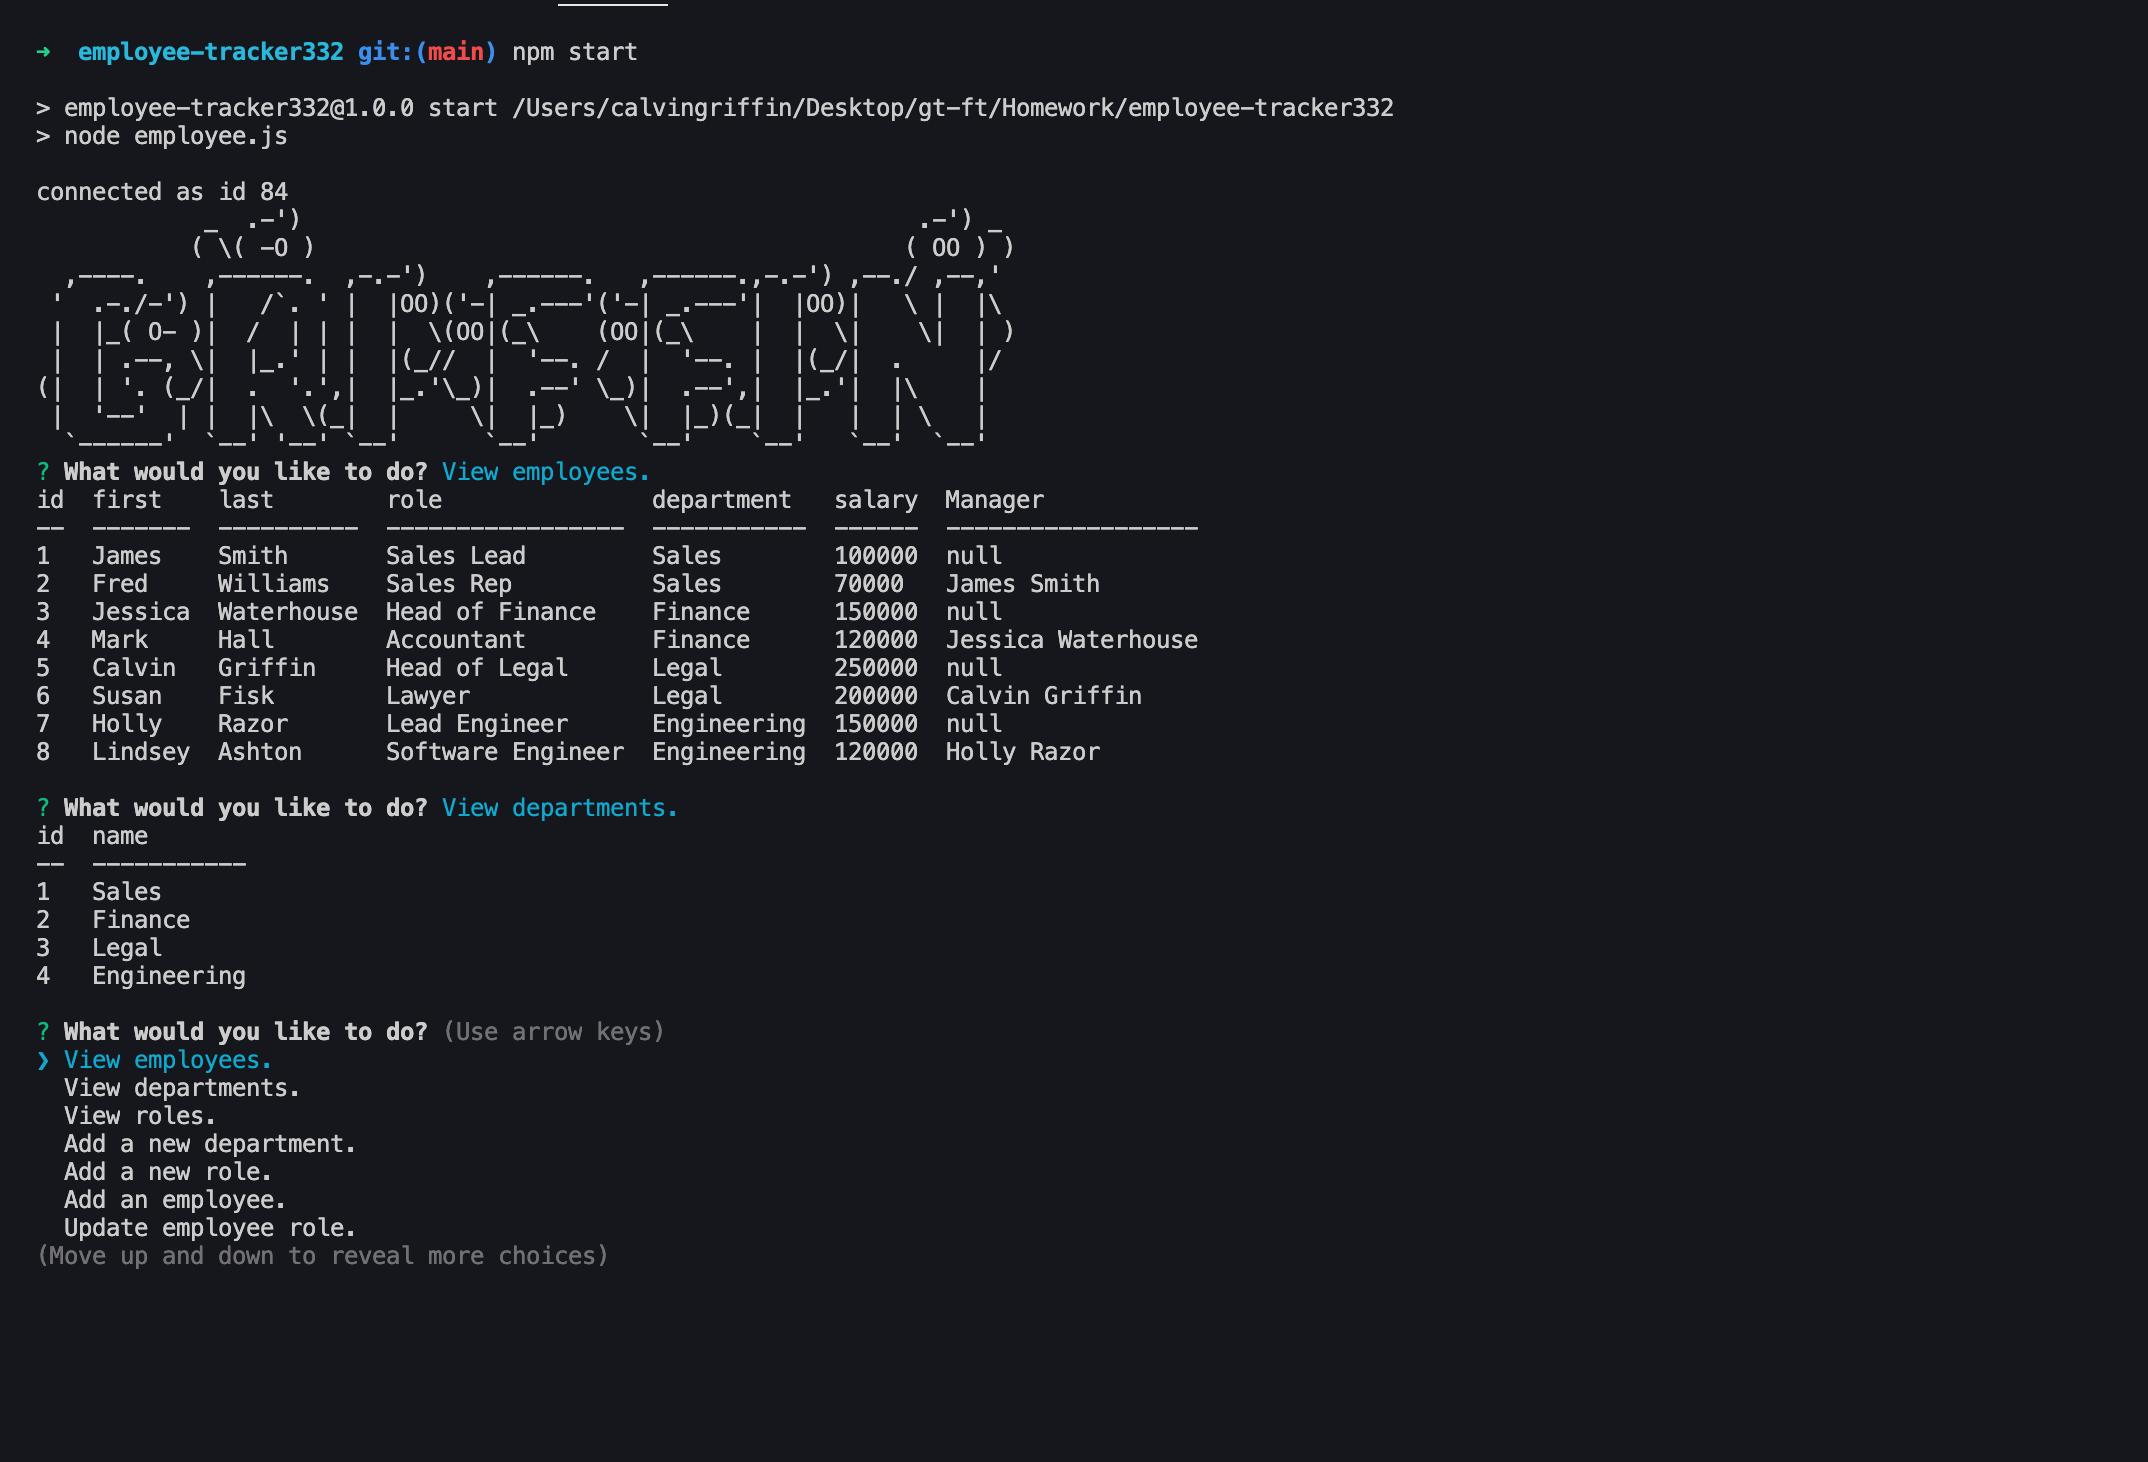 ➜  employee-tracker332 git:(main) npm start
> employee-tracker332@1.0.0 start /Users/calvingriffin/Desktop/gt-ft/Homework/employee-tracker332
> node employee.js
connected as id 84
GRIFFIN
? What would you like to do? View employees.
id  first    last        role               department   salary  Manager
--  -------  ----------  -----------------  -----------  ------  ------------------
1   James    Smith       Sales Lead         Sales        100000  null
2   Fred     Williams    Sales Rep          Sales        70000   James Smith
3   Jessica  Waterhouse  Head of Finance    Finance      150000  null
4   Mark     Hall        Accountant         Finance      120000  Jessica Waterhouse
5   Calvin   Griffin     Head of Legal      Legal        250000  null
6   Susan    Fisk        Lawyer             Legal        200000  Calvin Griffin
7   Holly    Razor       Lead Engineer      Engineering  150000  null
8   Lindsey  Ashton      Software Engineer  Engineering  120000  Holly Razor
? What would you like to do? View departments.
id  name
--  -----------
1   Sales
2   Finance
3   Legal
4   Engineering
? What would you like to do? (Use arrow keys)
❯ View employees.
  View departments.
  View roles.
  Add a new department.
  Add a new role.
  Add an employee.
  Update employee role.
(Move up and down to reveal more choices)